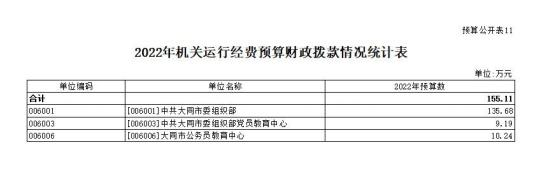 预算公开表11
2022年机关运行经费预算财政拨款情况统计表
单位:万元
单位编码 单位名称 2022年预算数
合计 155.11
006001 [006001]中共大同市委组织部 135.68
006003 [006003]中共大同市委组织部党员教育中心 9.19
006006 [006006]大同市公务员教育中心 10.24